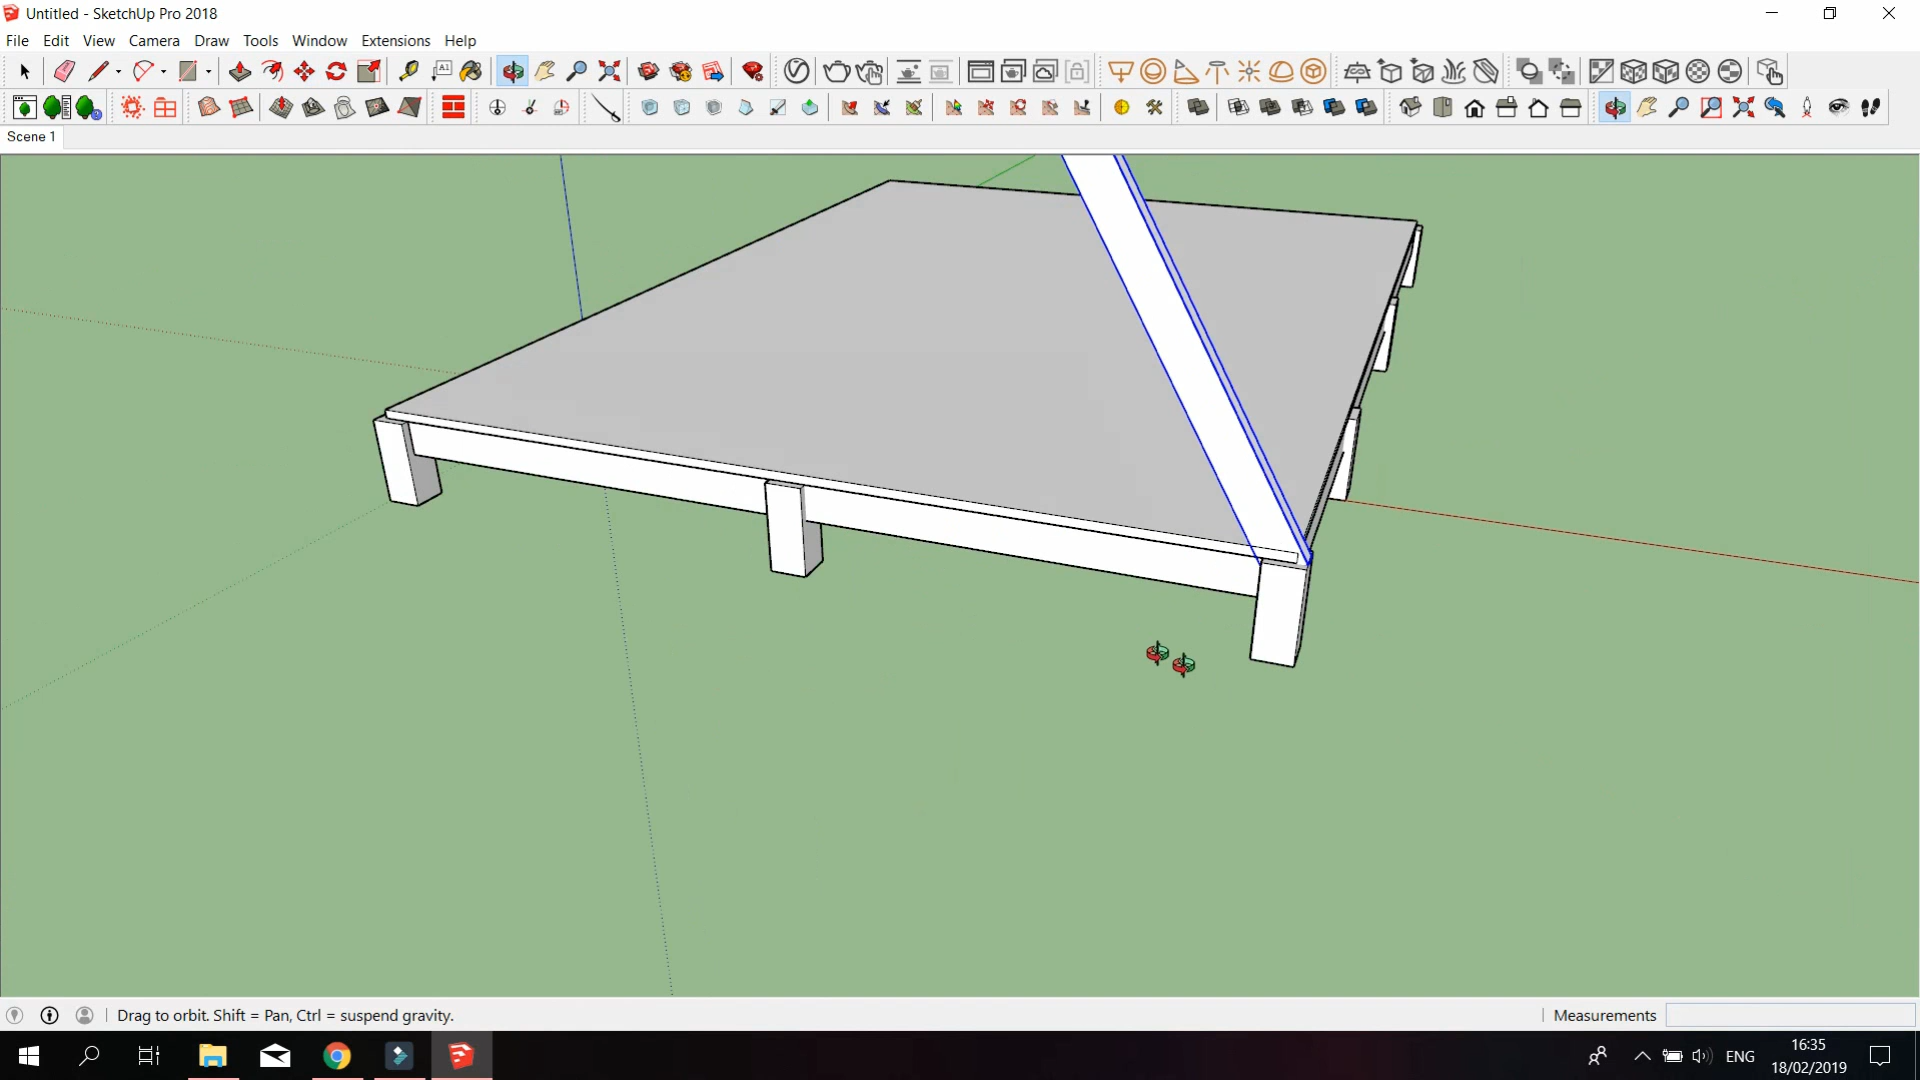 Untitled - SketchUp Pro 2018
File Edit View Camera Draw Tools Window Extensions Help
Scene 1
Drag to orbit. Shift = Pan, Ctrl = suspend gravity.
Measurements
ENG
16:35
18/02/2019